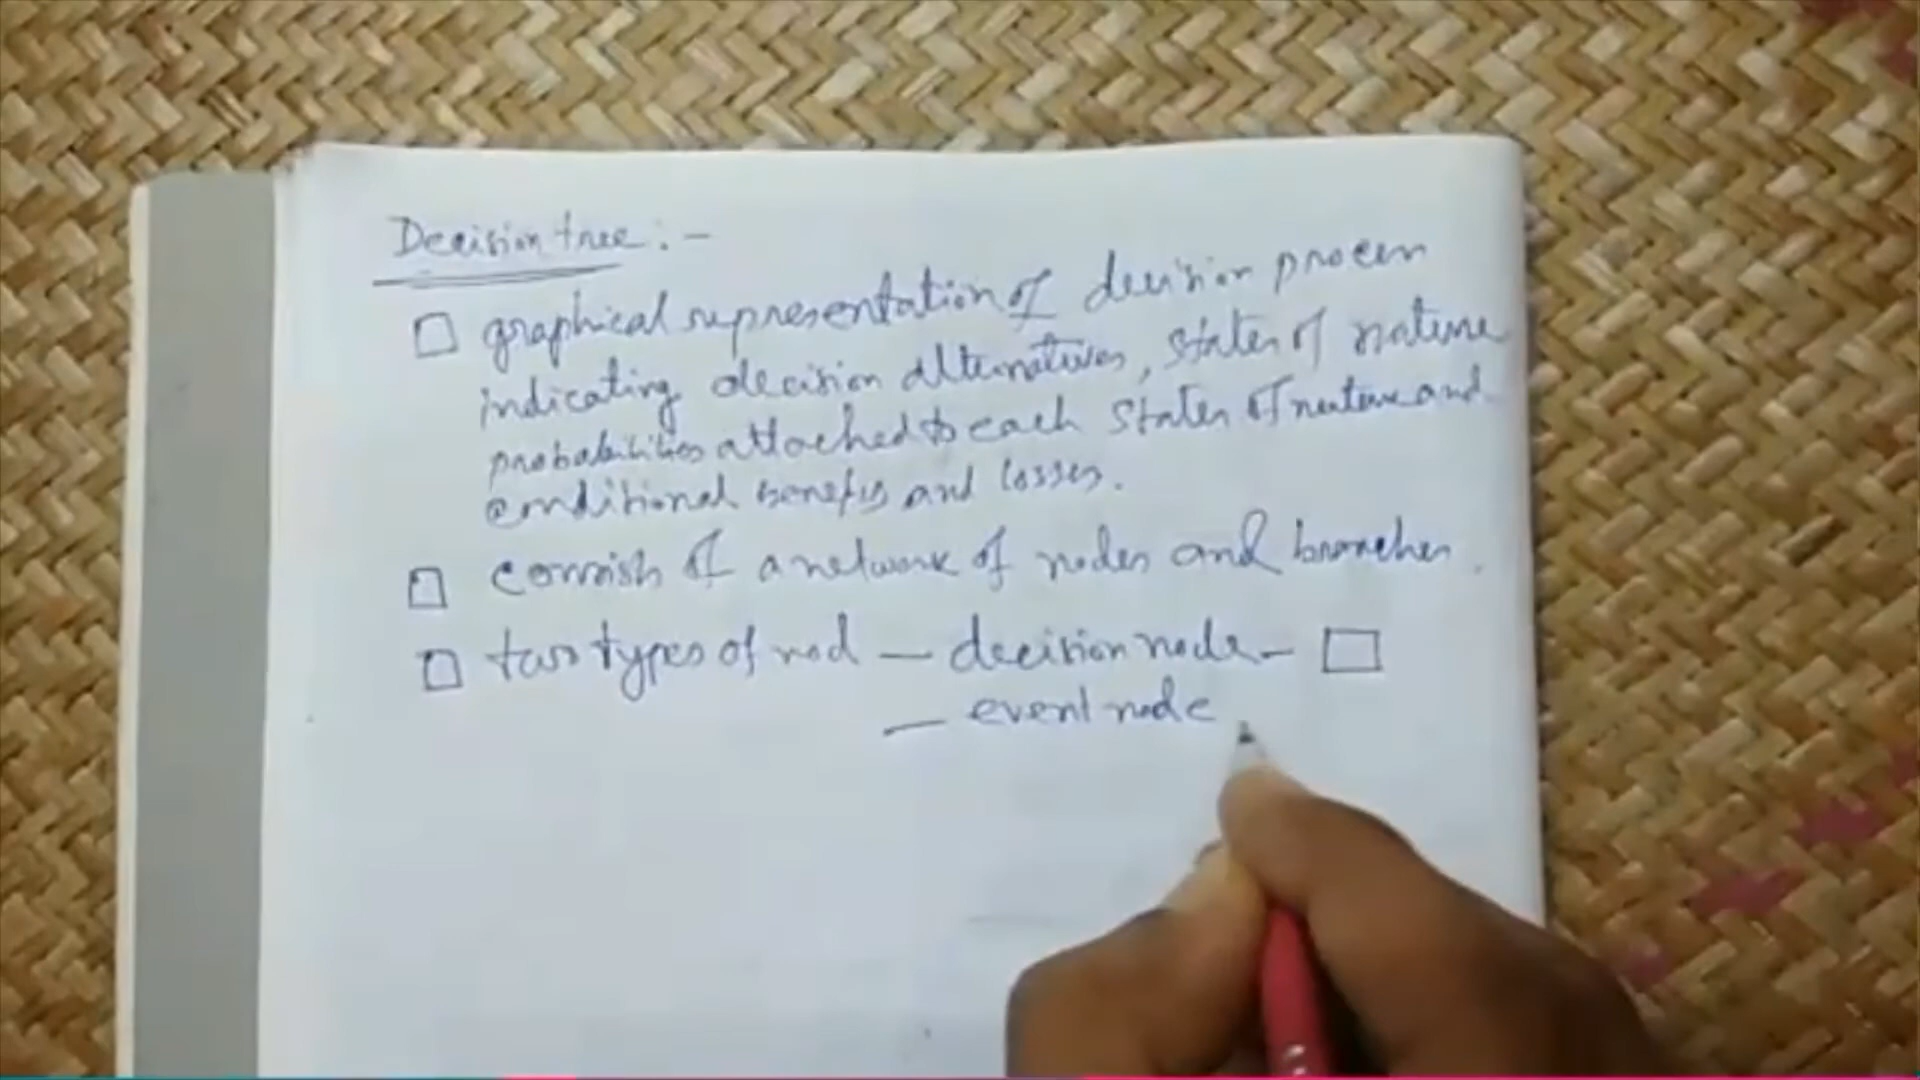 Decision tree :-
graphical representation of decision process
indicating decision alternatives, states of nature
probabilities attached to each states of nature and
conditional benefits and losses.
consists of a network of nodes and branches.
two types of nod — decision node -
— event node